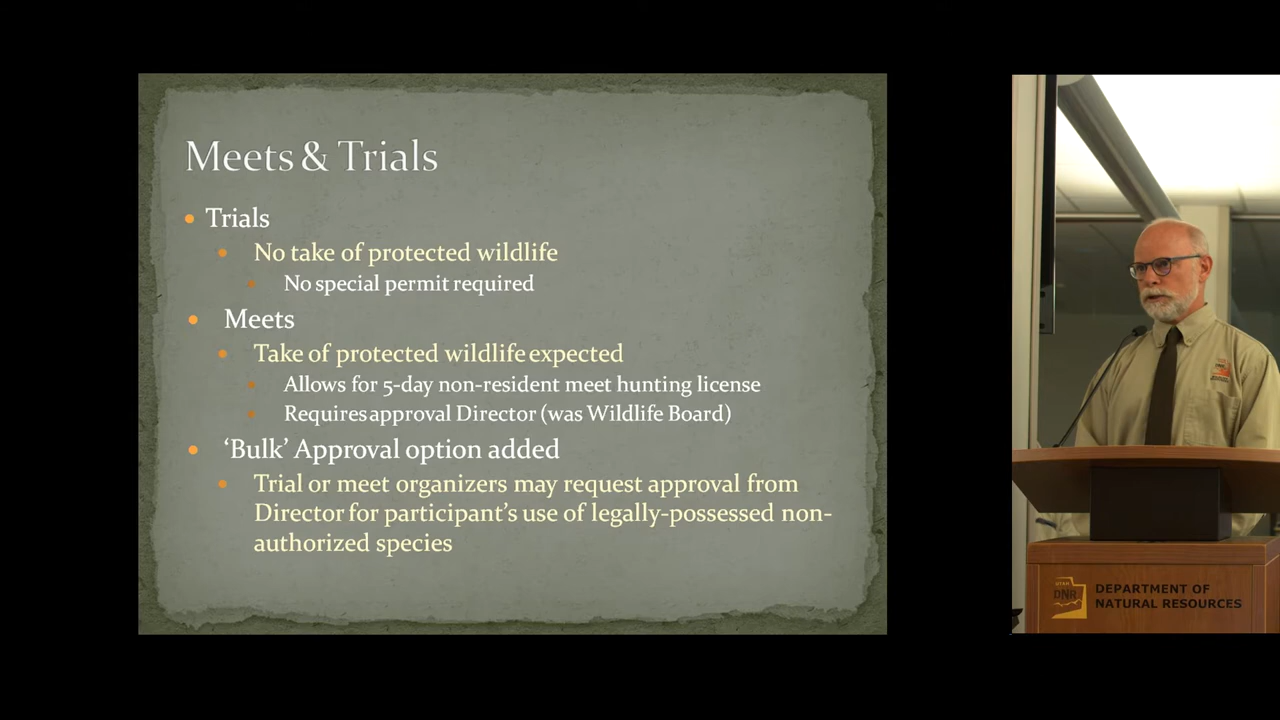 Meets & Trials
Trials
No take of protected wildlife
No special permit required
Meets
Take of protected wildlife expected
Allows for 5-day non-resident meet hunting license
Requires approval Director (was Wildlife Board)
‘Bulk’ Approval option added
Trial or meet organizers may request approval from
Director for participant’s use of legally-possessed non-
authorized species
UTAH
DNR
DEPARTMENT OF
NATURAL RESOURCES
DNR